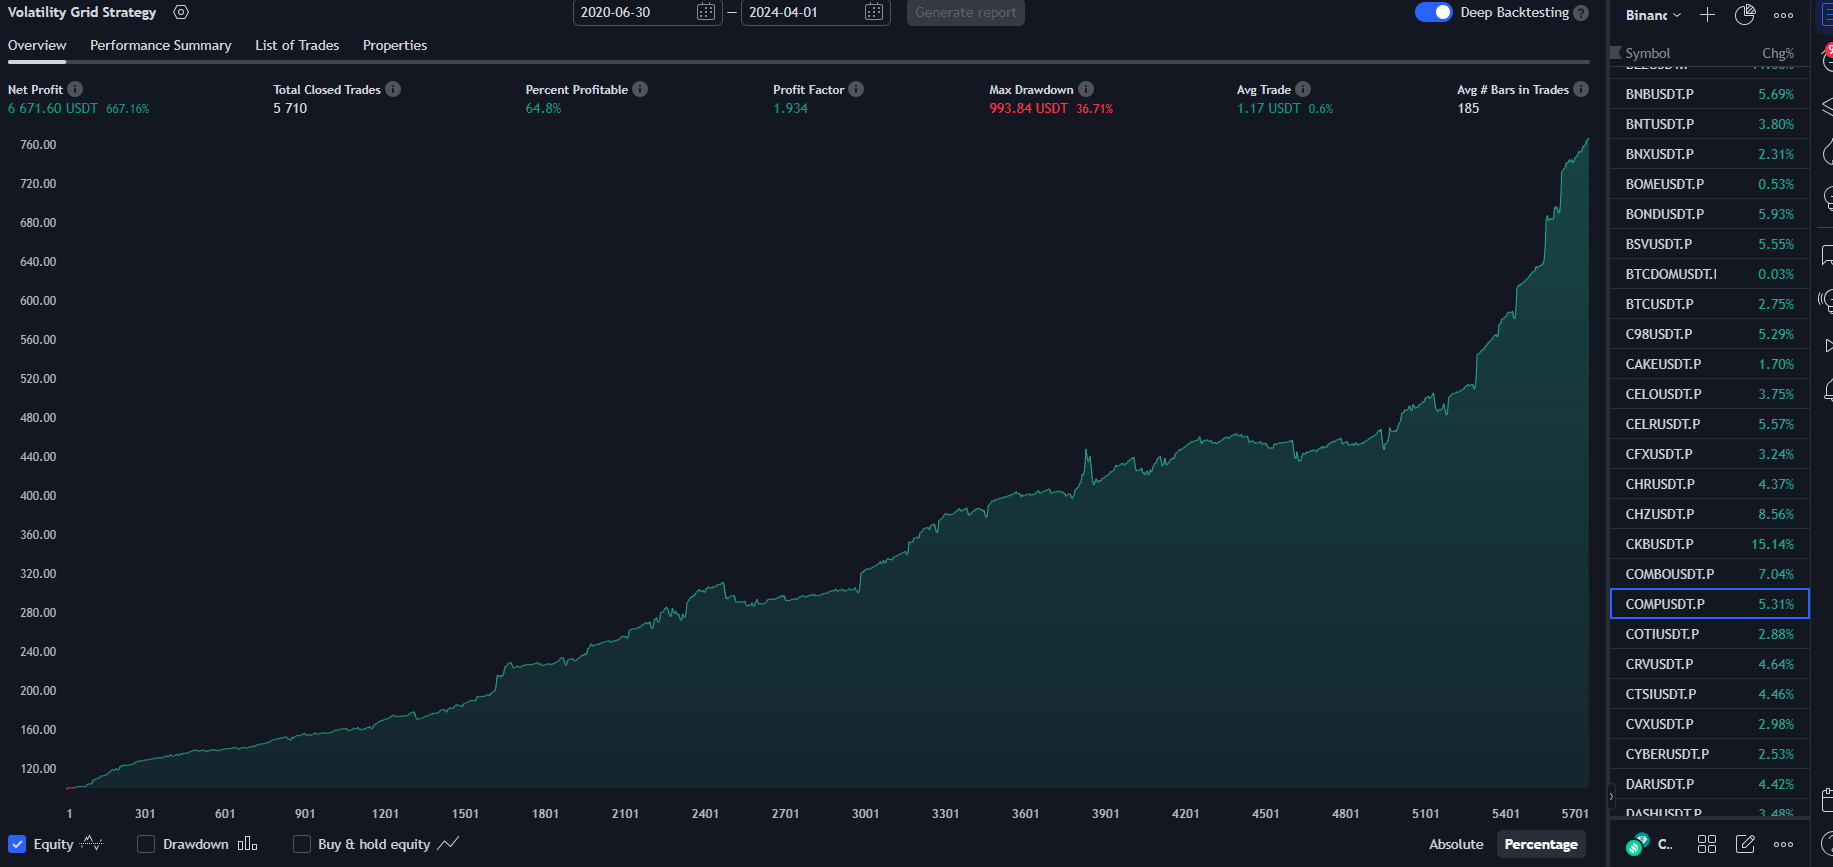 Volatility Grid Strategy
2020-06-30 — 2024-04-01
Generate report
Deep Backtesting
Overview Performance Summary List of Trades Properties
Net Profit Total Closed Trades Percent Profitable Profit Factor Max Drawdown Avg Trade Avg # Bars in Trades
6 671.60 USDT 667.16% 5 710 64.8% 1.934 993.84 USDT 36.71% 1.17 USDT 0.6% 185
760.00
720.00
680.00
640.00
600.00
560.00
520.00
480.00
440.00
400.00
360.00
320.00
280.00
240.00
200.00
160.00
120.00
1 301 601 901 1201 1501 1801 2101 2401 2701 3001 3301 3601 3901 4201 4501 4801 5101 5401 5701
Equity Drawdown Buy & hold equity Absolute Percentage
Binanc
Symbol Chg%
BNBUSDT.P 5.69%
BNTUSDT.P 3.80%
BNXUSDT.P 2.31%
BOMEUSDT.P 0.53%
BONDUSDT.P 5.93%
BSVUSDT.P 5.55%
BTCDOMUSDT.I 0.03%
BTCUSDT.P 2.75%
C98USDT.P 5.29%
CAKEUSDT.P 1.70%
CELOUSDT.P 3.75%
CELRUSDT.P 5.57%
CFXUSDT.P 3.24%
CHRUSDT.P 4.37%
CHZUSDT.P 8.56%
CKBUSDT.P 15.14%
COMBOUSDT.P 7.04%
COMPUSDT.P 5.31%
COTIUSDT.P 2.88%
CRVUSDT.P 4.64%
CTSIUSDT.P 4.46%
CVXUSDT.P 2.98%
CYBERUSDT.P 2.53%
DARUSDT.P 4.42%
DASHUSDT.P 3.48%
C..